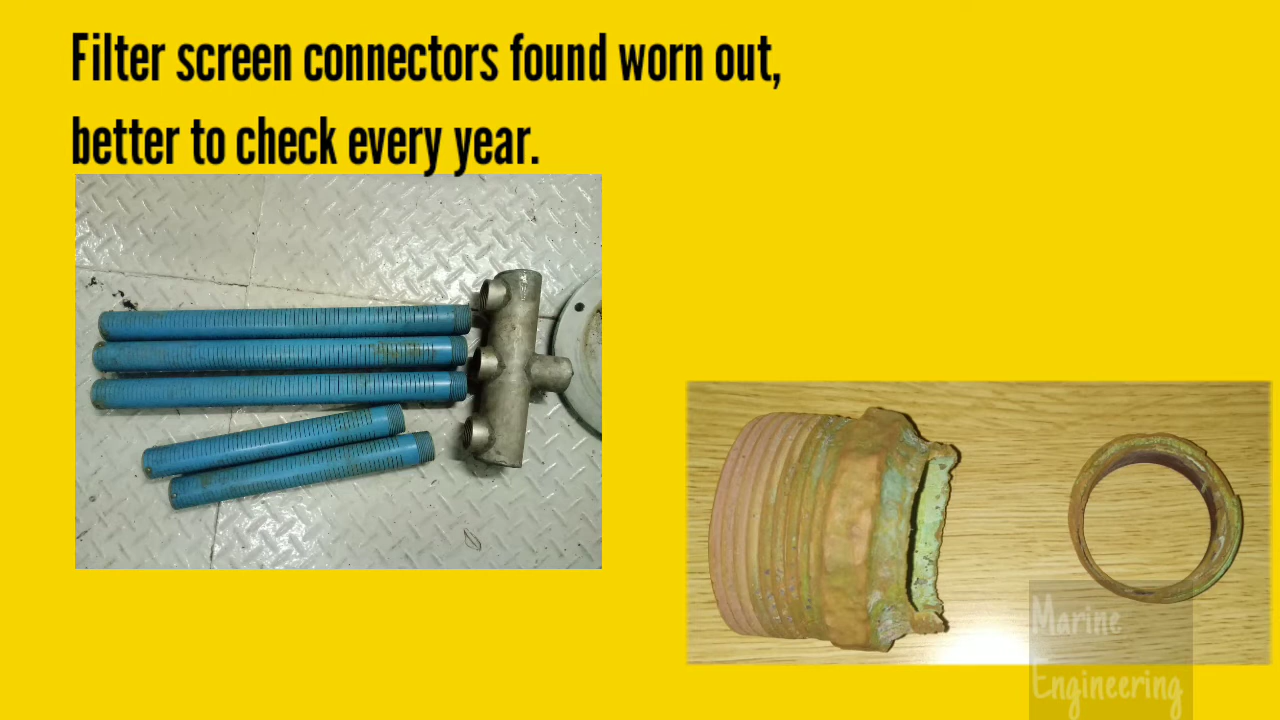 Filter screen connectors found worn out,
better to check every year.
Marine
Engineering